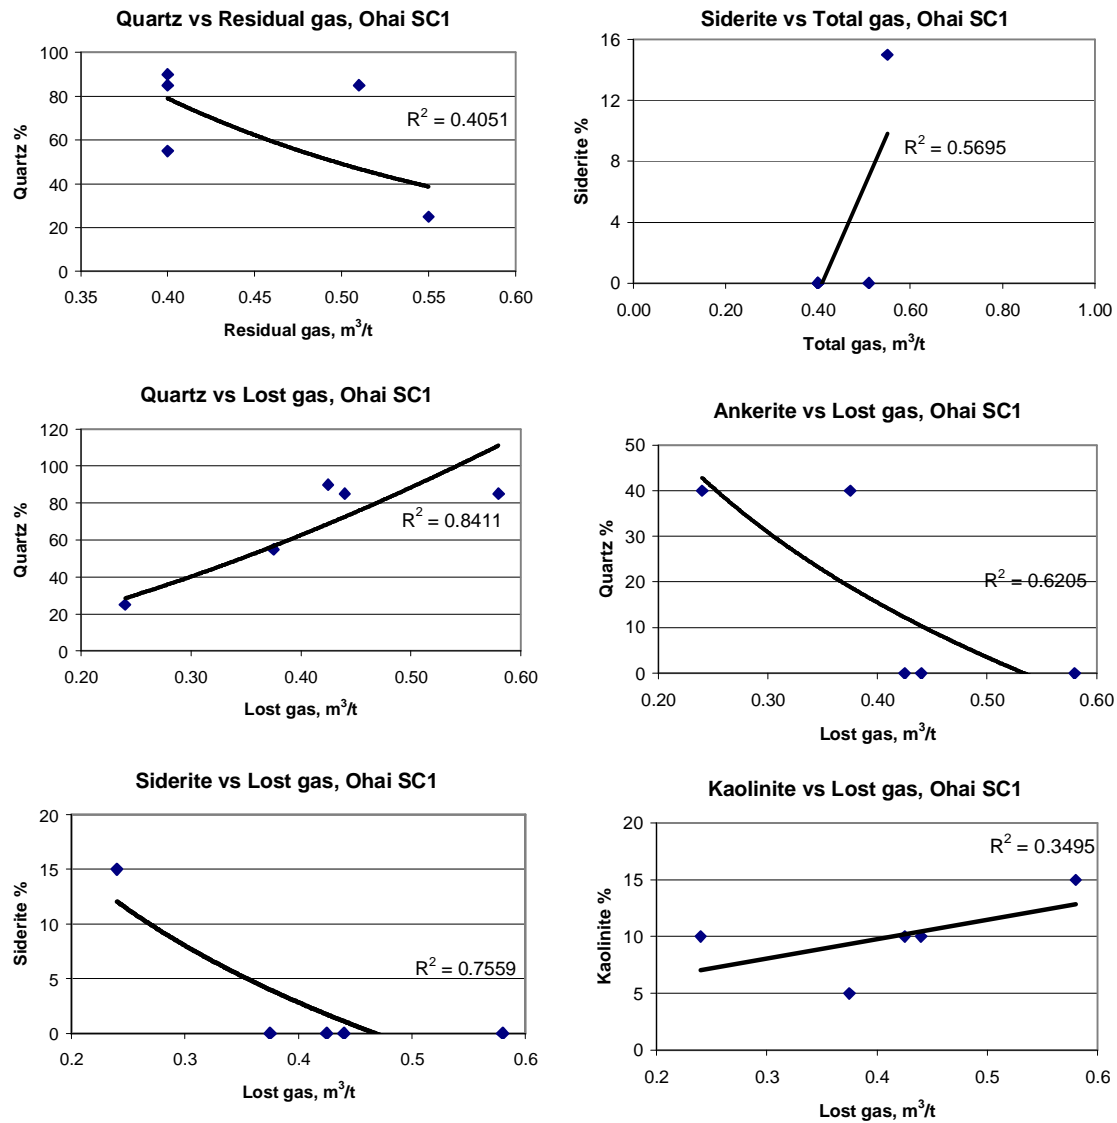 Quartz vs Residual gas, Ohai SC1
100
80
60
40
20
0
Quartz %
R² = 0.4051
0.35 0.40 0.45 0.50 0.55 0.60
Residual gas, m³/t
Siderite vs Total gas, Ohai SC1
16
12
8
4
0
Siderite %
R² = 0.5695
0.00 0.20 0.40 0.60 0.80 1.00
Total gas, m³/t
Quartz vs Lost gas, Ohai SC1
120
100
80
60
40
20
0
Quartz %
R² = 0.8411
0.20 0.30 0.40 0.50 0.60
Lost gas, m³/t
Ankerite vs Lost gas, Ohai SC1
50
40
30
20
10
0
Quartz %
R² = 0.6205
0.20 0.30 0.40 0.50 0.60
Lost gas, m³/t
Siderite vs Lost gas, Ohai SC1
20
15
10
5
0
Siderite %
R² = 0.7559
0.2 0.3 0.4 0.5 0.6
Lost gas, m³/t
Kaolinite vs Lost gas, Ohai SC1
20
15
10
5
0
Kaolinite %
R² = 0.3495
0.2 0.3 0.4 0.5 0.6
Lost gas, m³/t